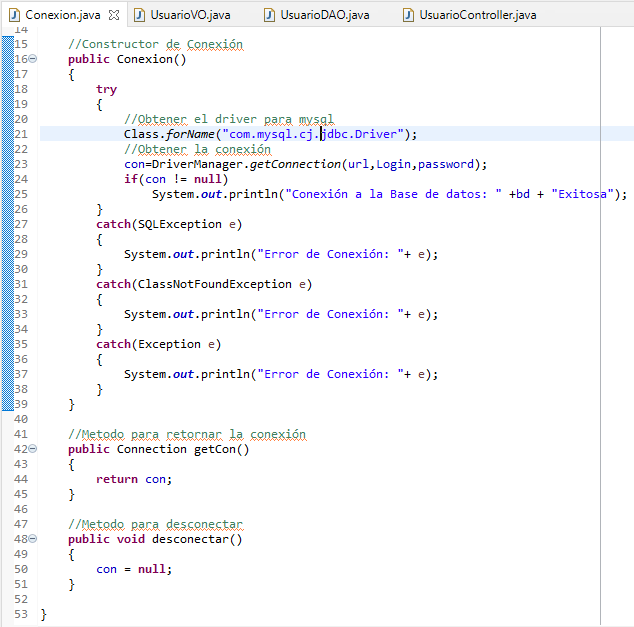 Conexion.java UsuarioVO.java UsuarioDAO.java UsuarioController.java
14
15 //Constructor de Conexión
16 public Conexion()
17 {
18 try
19 {
20 //Obtener el driver para mysql
21 Class.forName("com.mysql.cj.jdbc.Driver");
22 //Obtener la conexión
23 con=DriverManager.getConnection(url,Login,password);
24 if(con != null)
25 System.out.println("Conexión a la Base de datos: " +bd + "Exitosa");
26 }
27 catch(SQLException e)
28 {
29 System.out.println("Error de Conexión: "+ e);
30 }
31 catch(ClassNotFoundException e)
32 {
33 System.out.println("Error de Conexión: "+ e);
34 }
35 catch(Exception e)
36 {
37 System.out.println("Error de Conexión: "+ e);
38 }
39 }
40
41 //Metodo para retornar la conexión
42 public Connection getCon()
43 {
44 return con;
45 }
46
47 //Metodo para desconectar
48 public void desconectar()
49 {
50 con = null;
51 }
52
53 }